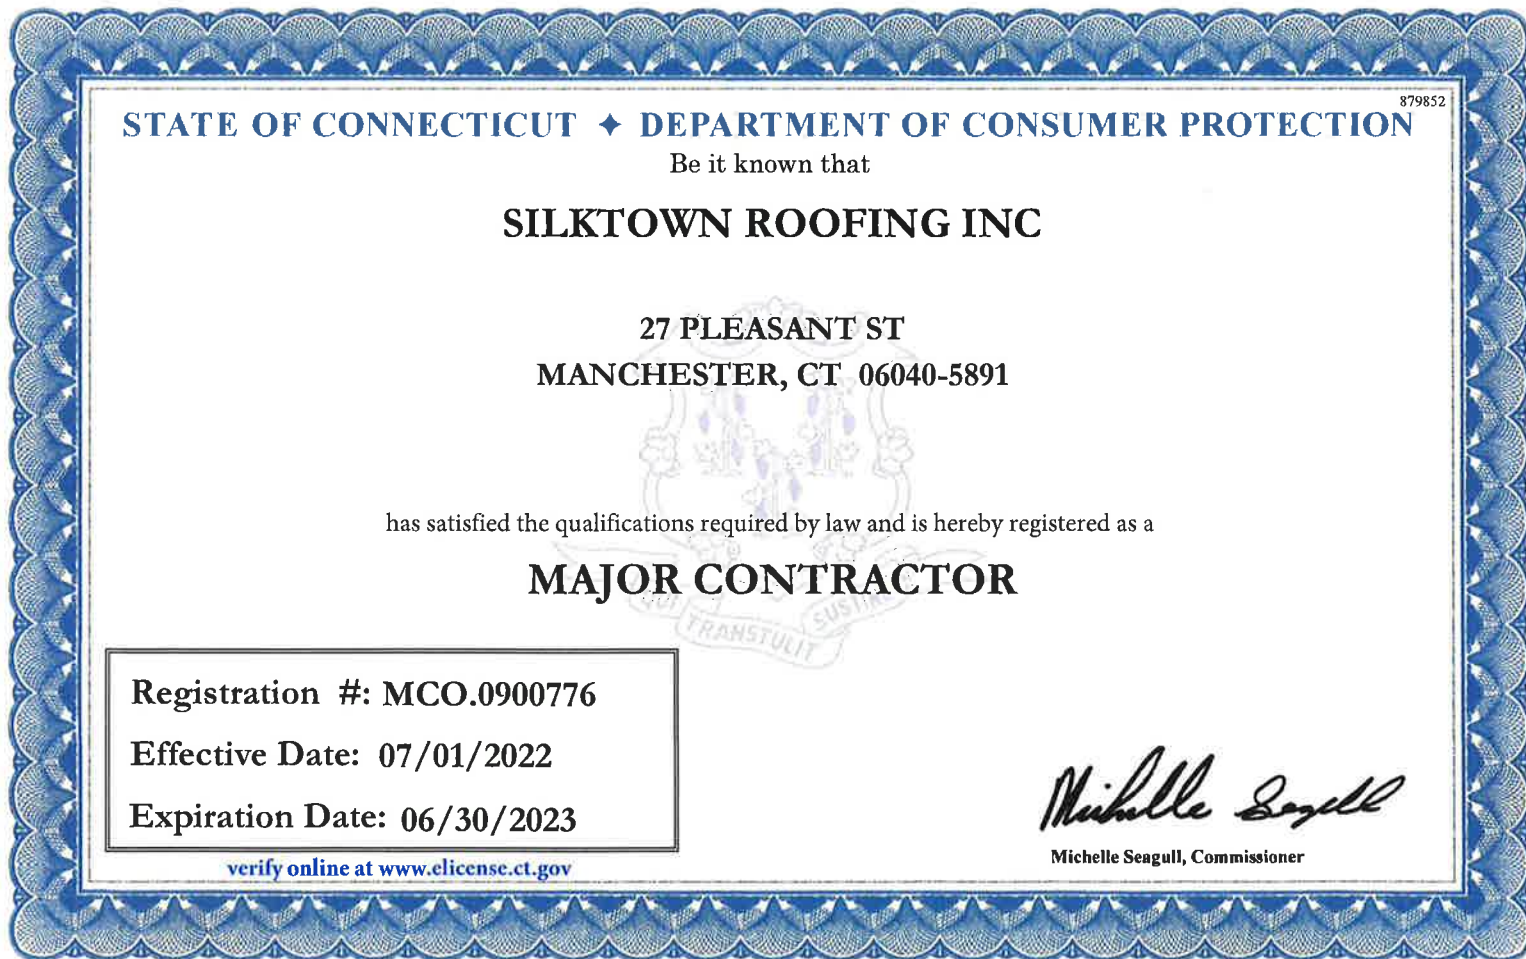 879852
STATE OF CONNECTICUT ✦ DEPARTMENT OF CONSUMER PROTECTION
Be it known that
SILKTOWN ROOFING INC
27 PLEASANT ST
MANCHESTER, CT 06040-5891
has satisfied the qualifications required by law and is hereby registered as a
MAJOR CONTRACTOR
QUI TRANSTULIT SUSTINET
Registration #: MCO.0900776
Effective Date: 07/01/2022
Expiration Date: 06/30/2023
verify online at www.elicense.ct.gov
Michelle Seagull
Michelle Seagull, Commissioner